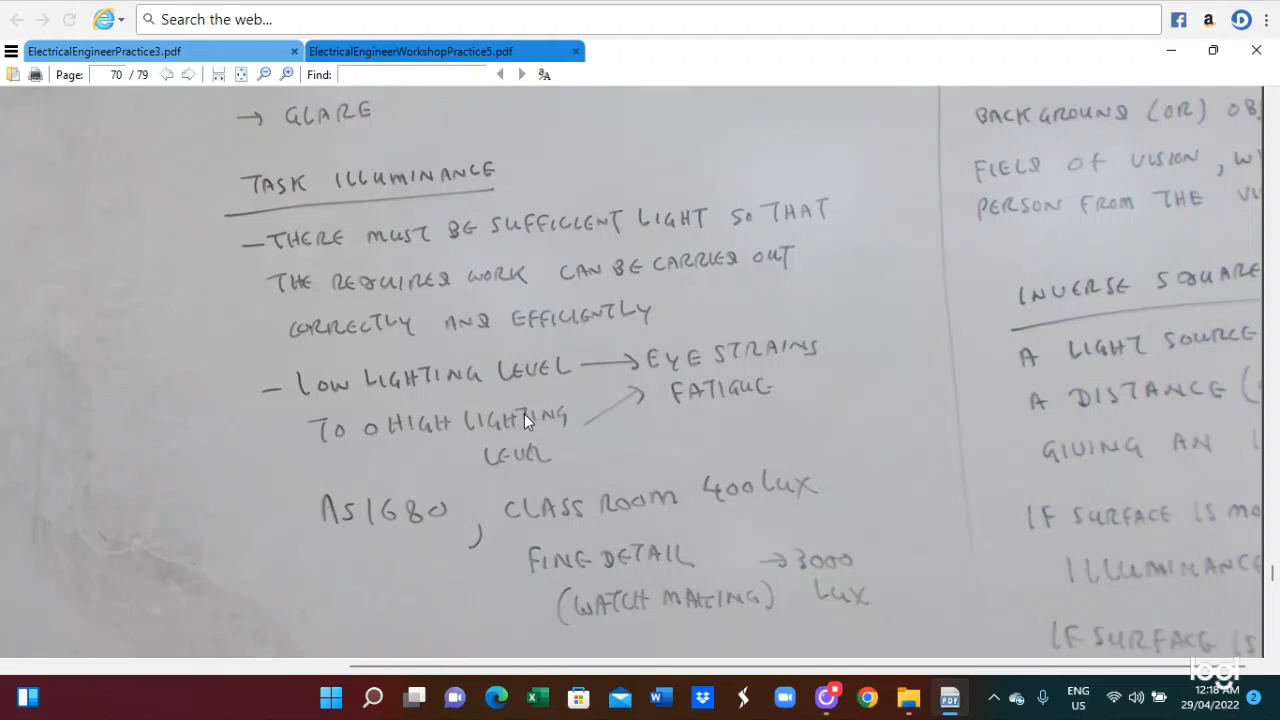 Search the web...
ElectricalEngineerPractice3.pdf
ElectricalEngineerWorkshopPractice5.pdf
Page: 70 / 79 Find:
→ GLARE
TASK ILLUMINANCE
— THERE MUST BE SUFFICIENT LIGHT SO THAT
THE REQUIRED WORK CAN BE CARRIED OUT
CORRECTLY AND EFFICIENTLY
— LOW LIGHTING LEVEL → EYE STRAINS
FATIGUE
TO O HIGH LIGHTING
LEVEL
AS1680, CLASS ROOM 400 LUX
FINE DETAIL → 3000
(WATCH MAKING) LUX
BACKGROUND (OR) OB
FIELD OF VISION, W
PERSON FROM THE VI
INVERSE SQUARE
A LIGHT SOURCE
A DISTANCE (
GIVING AN I
IF SURFACE IS MO
ILLUMINANCE
IF SURFACE IS
logi
ENG
US
12:18 AM
29/04/2022
2